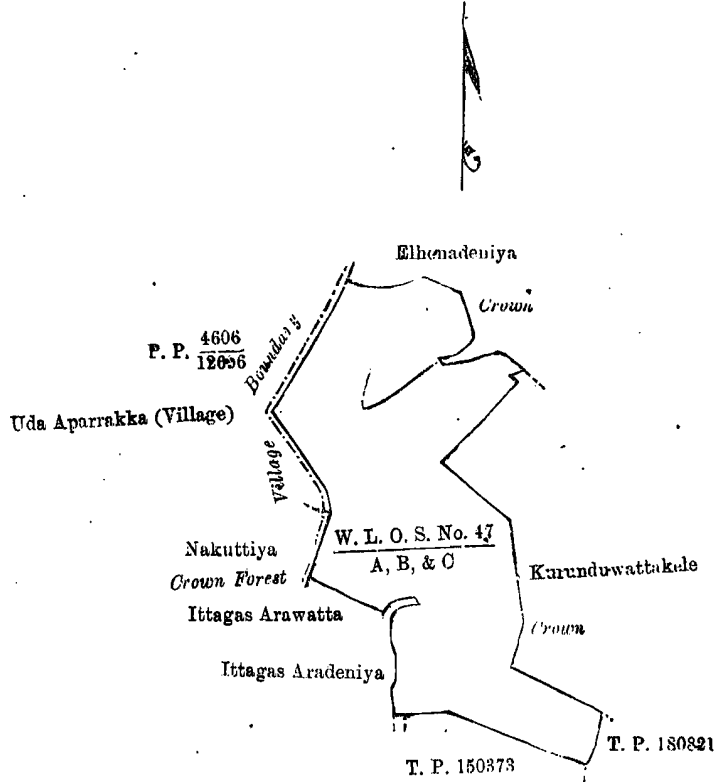 Elhenadeniya
Crown
P. P. 4606
Boundary
Uda Aparrakka (Village)
Village
W. L. O. S. No. 47
A, B, & C
Nakuttiya
Crown Forest
Kurunduwattakele
Ittagas Arawatta
Crown
Ittagas Aradeniya
T. P. 180821
T. P. 150373